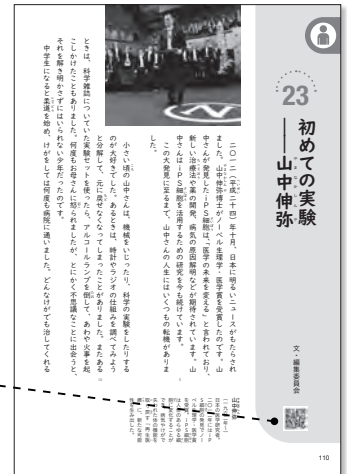 23
初めての実験
――山中伸弥
文・編集委員会
二〇一二(平成二十四)年十月、日本に明るいニュースがもたらされ
ました。山中伸弥博士がノーベル生理学・医学賞を受賞したのです。山
中さんが発見したiPS細胞は、「医学の未来を変える」と言われており、
新しい治療法や薬の開発、病気の原因解明などが期待されています。山
中さんはiPS細胞を活用するための研究を今も続けています。
この大発見に至るまで、山中さんの人生にはいくつもの転機がありま
した。
小さい頃の山中さんは、機械をいじったり、科学の実験をしたりする
のが大好きでした。あるときは、時計やラジオの仕組みを調べてみよう
と分解して、元に戻せなくなってしまったことがありました。またある
ときは、科学雑誌についていた実験セットを使ったら、アルコールランプを倒して、あわや火事を起
こしかけたこともありました。何度もお母さんに怒られましたが、とにかく不思議なことに出会うと、
それを解き明かさずにはいられない少年だったのです。
中学生になると柔道を始め、けがをしては何度も病院に通いました。どんなけがでも治してくれる
山中伸弥
110